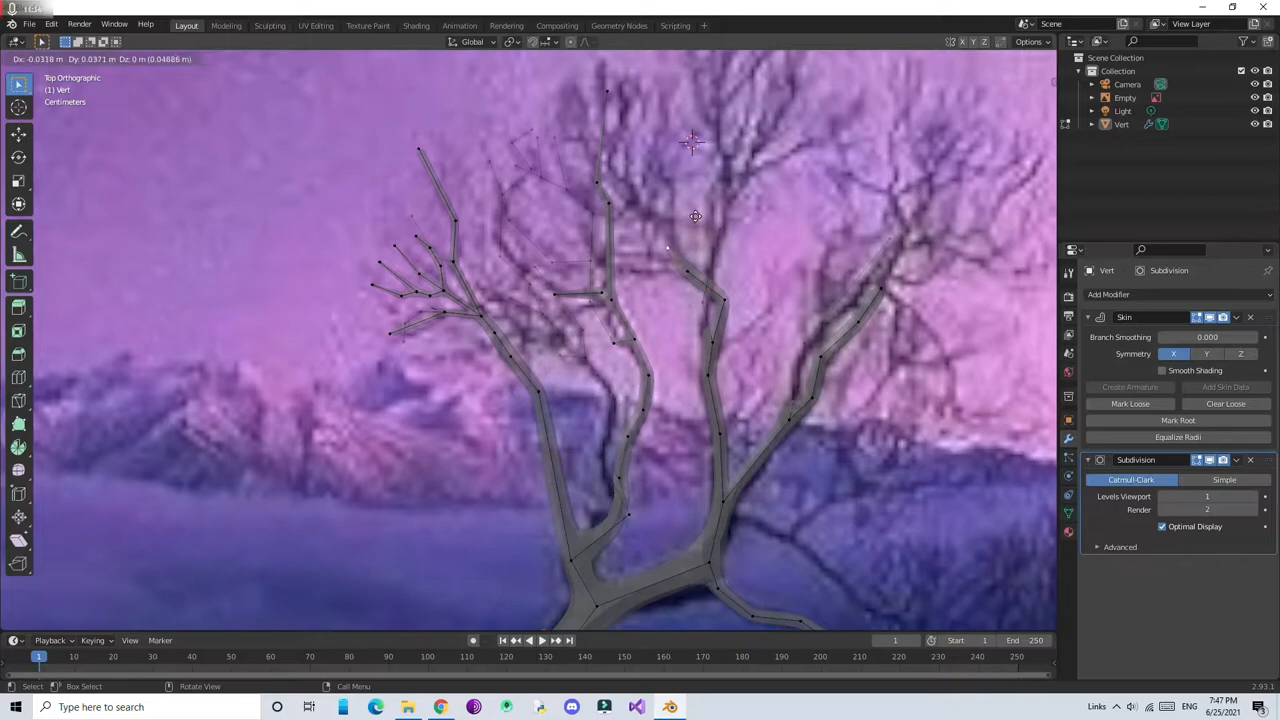 File Edit Render Window Help Layout Modeling Sculpting UV Editing Texture Paint Shading Animation Rendering Compositing Geometry Nodes Scripting + Scene View Layer
Global X Y Z Options
Dx: -0.0318 m Dy: 0.0371 m Dz: 0 m (0.04686 m)
Top Orthographic
(1) Vert
Centimeters
Scene Collection
Collection
Camera
Empty
Light
Vert
Vert Subdivision
Add Modifier
Skin
Branch Smoothing 0.000
Symmetry X Y Z
Smooth Shading
Create Armature Add Skin Data
Mark Loose Clear Loose
Mark Root
Equalize Radii
Subdivision
Catmull-Clark Simple
Levels Viewport 1
Render 2
Optimal Display
Advanced
Playback Keying View Marker 1 Start 1 End 250
1 10 20 30 40 50 60 70 80 90 100 110 120 130 140 150 160 170 180 190 200 210 220 230 240 250
Select Box Select Rotate View Call Menu 2.93.1
Type here to search Links ENG 7:47 PM
6/25/2021